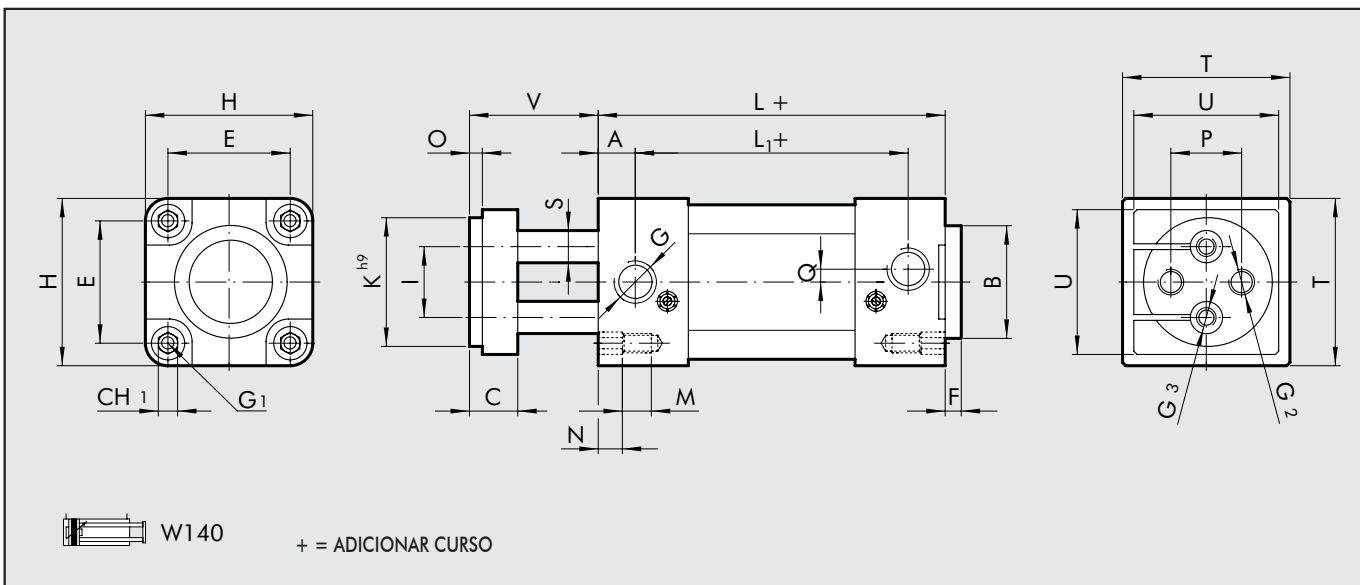 H
E
H
E
CH 1
G1
V
L +
O
A
L1+
S
G
K h9
I
Q
B
C
M
N
F
T
U
P
U
T
G 3
G 2
W140
+ = ADICIONAR CURSO